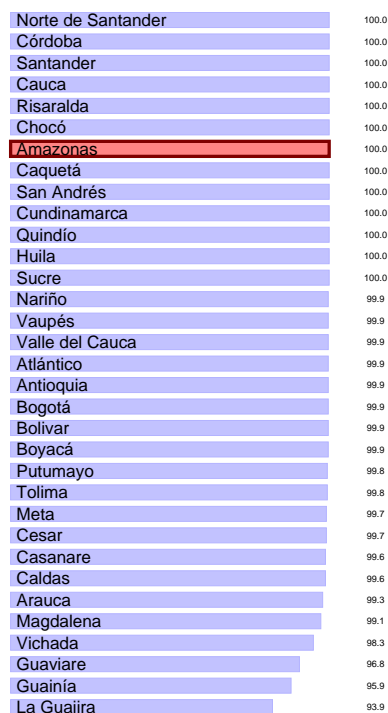 Norte de Santander 100.0
Córdoba 100.0
Santander 100.0
Cauca 100.0
Risaralda 100.0
Chocó 100.0
Amazonas 100.0
Caquetá 100.0
San Andrés 100.0
Cundinamarca 100.0
Quindío 100.0
Huila 100.0
Sucre 100.0
Nariño 99.9
Vaupés 99.9
Valle del Cauca 99.9
Atlántico 99.9
Antioquia 99.9
Bogotá 99.9
Bolivar 99.9
Boyacá 99.9
Putumayo 99.8
Tolima 99.8
Meta 99.7
Cesar 99.7
Casanare 99.6
Caldas 99.6
Arauca 99.3
Magdalena 99.1
Vichada 98.3
Guaviare 96.8
Guainía 95.9
La Guajira 93.9